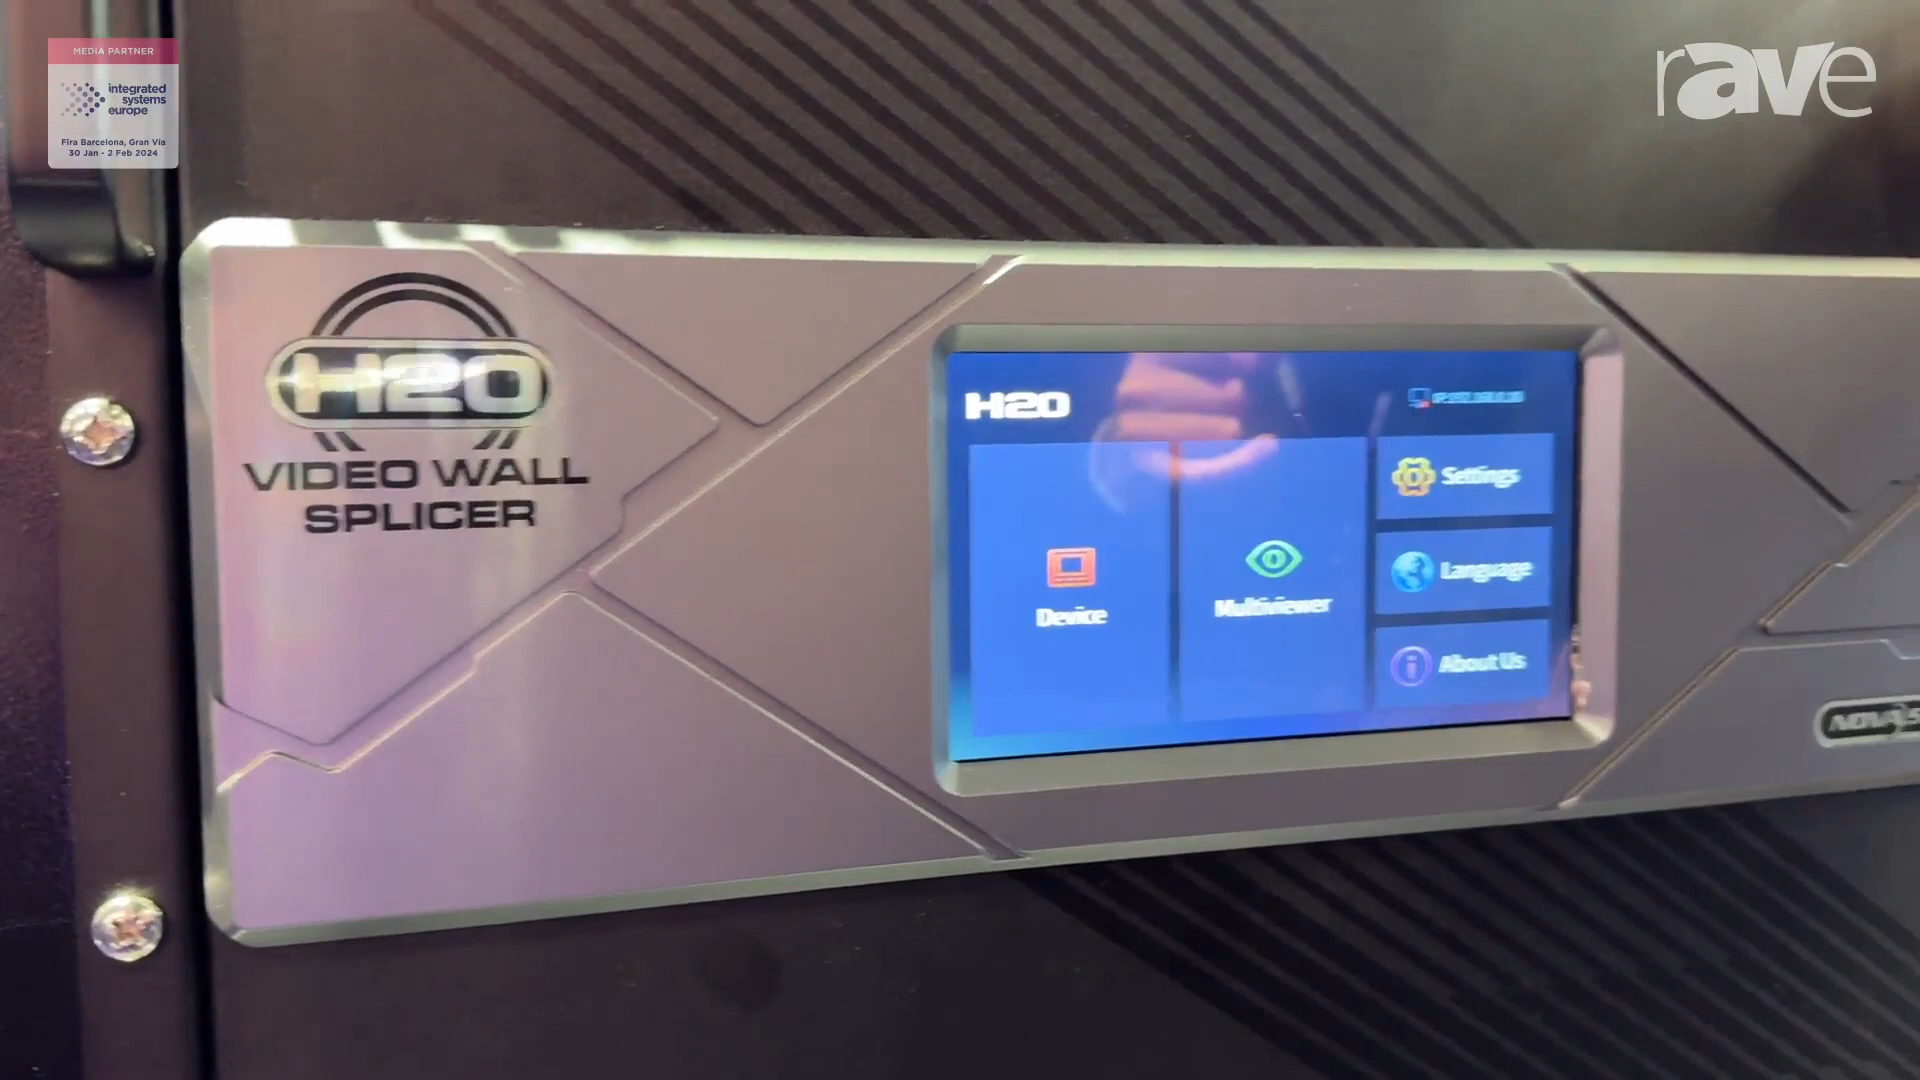 MEDIA PARTNER
integrated
systems
europe
Fira Barcelona, Gran Vía
30 Jan - 2 Feb 2024
rave
H20
VIDEO WALL
SPLICER
H20
Settings
Device
Multiviewer
Language
About Us